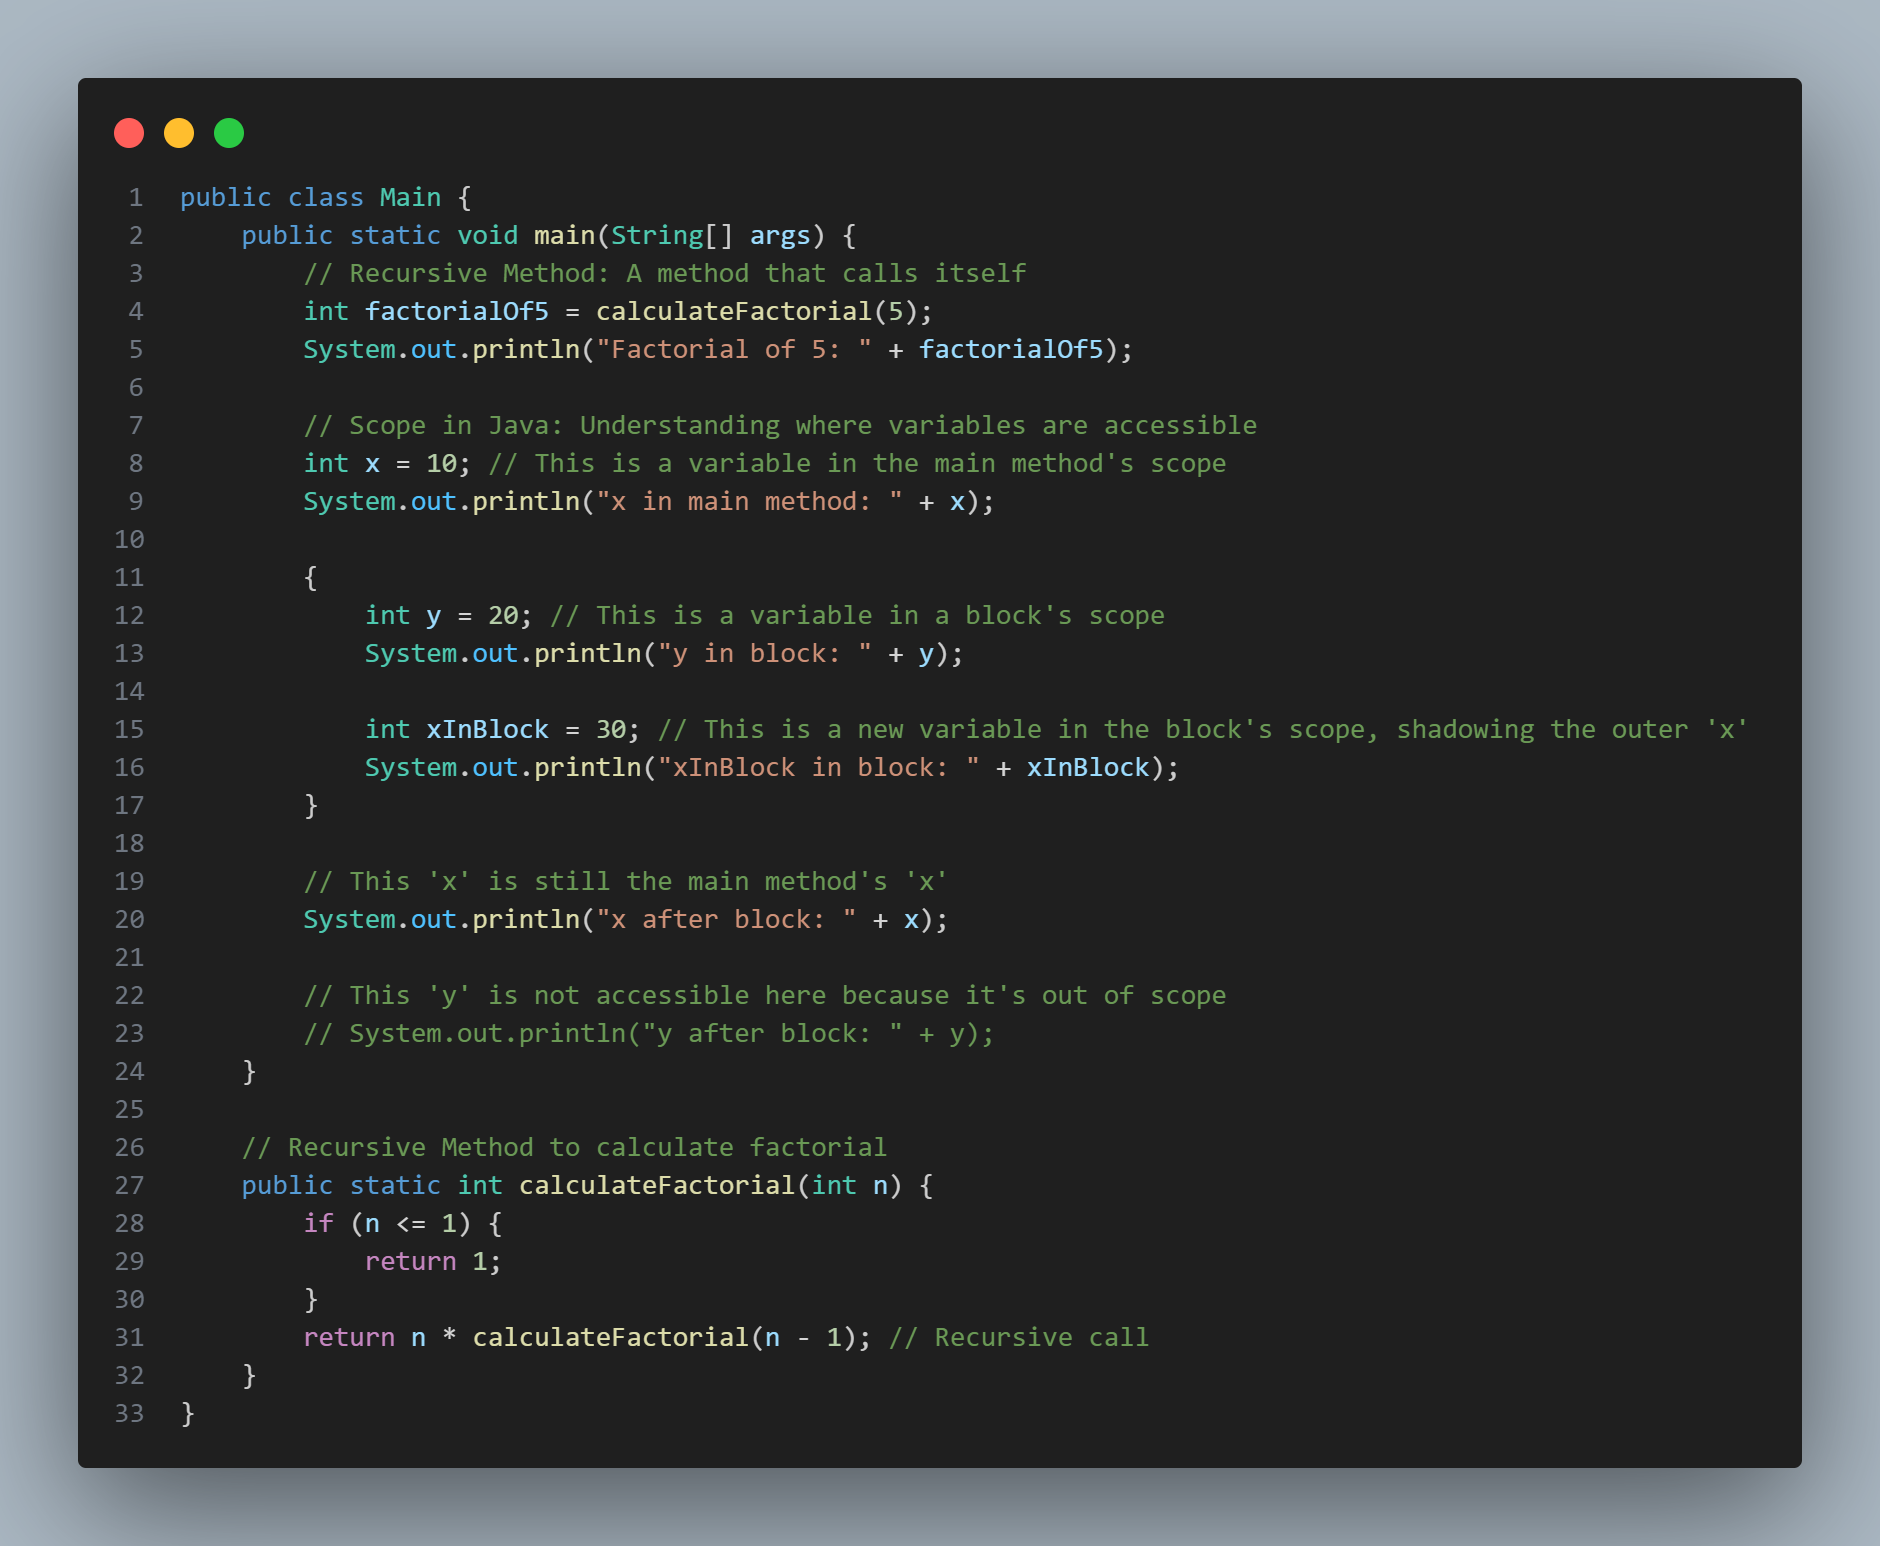 1 public class Main {
2     public static void main(String[] args) {
3         // Recursive Method: A method that calls itself
4         int factorialOf5 = calculateFactorial(5);
5         System.out.println("Factorial of 5: " + factorialOf5);
6
7         // Scope in Java: Understanding where variables are accessible
8         int x = 10; // This is a variable in the main method's scope
9         System.out.println("x in main method: " + x);
10
11         {
12             int y = 20; // This is a variable in a block's scope
13             System.out.println("y in block: " + y);
14
15             int xInBlock = 30; // This is a new variable in the block's scope, shadowing the outer 'x'
16             System.out.println("xInBlock in block: " + xInBlock);
17         }
18
19         // This 'x' is still the main method's 'x'
20         System.out.println("x after block: " + x);
21
22         // This 'y' is not accessible here because it's out of scope
23         // System.out.println("y after block: " + y);
24     }
25
26     // Recursive Method to calculate factorial
27     public static int calculateFactorial(int n) {
28         if (n <= 1) {
29             return 1;
30         }
31         return n * calculateFactorial(n - 1); // Recursive call
32     }
33 }